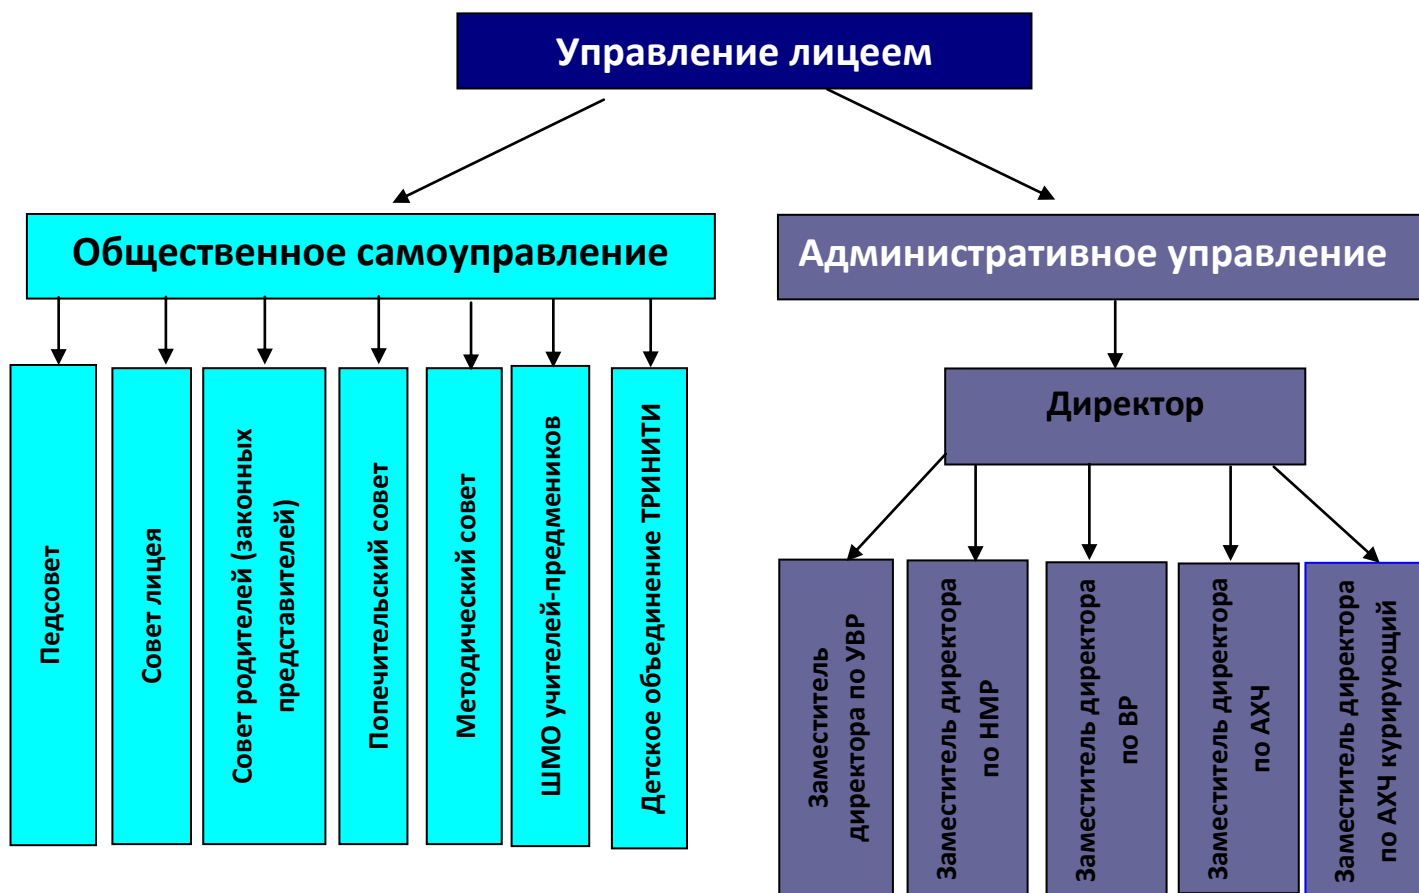 Управление лицеем
Общественное самоуправление
Административное управление
Директор
Педсовет
Совет лицея
Совет родителей (законных
представителей)
Попечительский совет
Методический совет
ШМО учителей-предмеников
Детское объединение ТРИНИТИ
Заместитель
директора по УВР
Заместитель директора
по НМР
Заместитель директора
по ВР
Заместитель директора
по АХЧ
Заместитель директора
по АХЧ курирующий